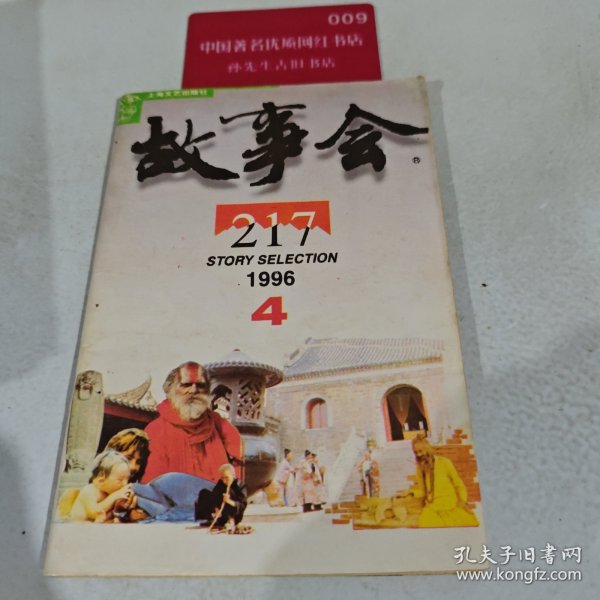 009
中国著名优质网红书店
孙先生古旧书店
上海文艺出版社
故事会
®
217
STORY SELECTION
1996
4
孔夫子旧书网
www.kongfz.com